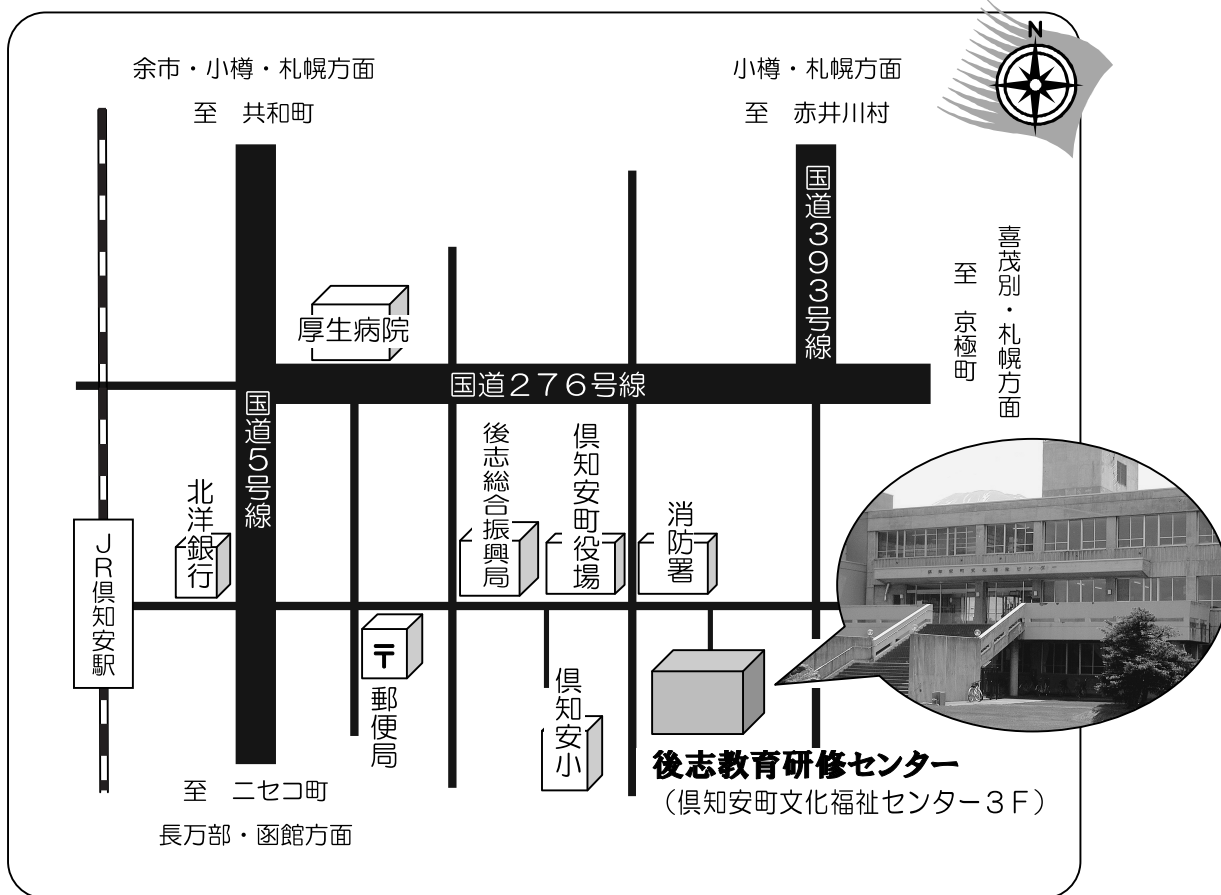 余市・小樽・札幌方面
至　共和町
小樽・札幌方面
至　赤井川村
N
国道393号線
喜茂別・札幌方面
至　京極町
厚生病院
国道276号線
国道5号線
北洋銀行
後志総合振興局
倶知安町役場
消防署
JR倶知安駅
〒
郵便局
倶知安小
後志教育研修センター
（倶知安町文化福祉センター３Ｆ）
至　ニセコ町
長万部・函館方面